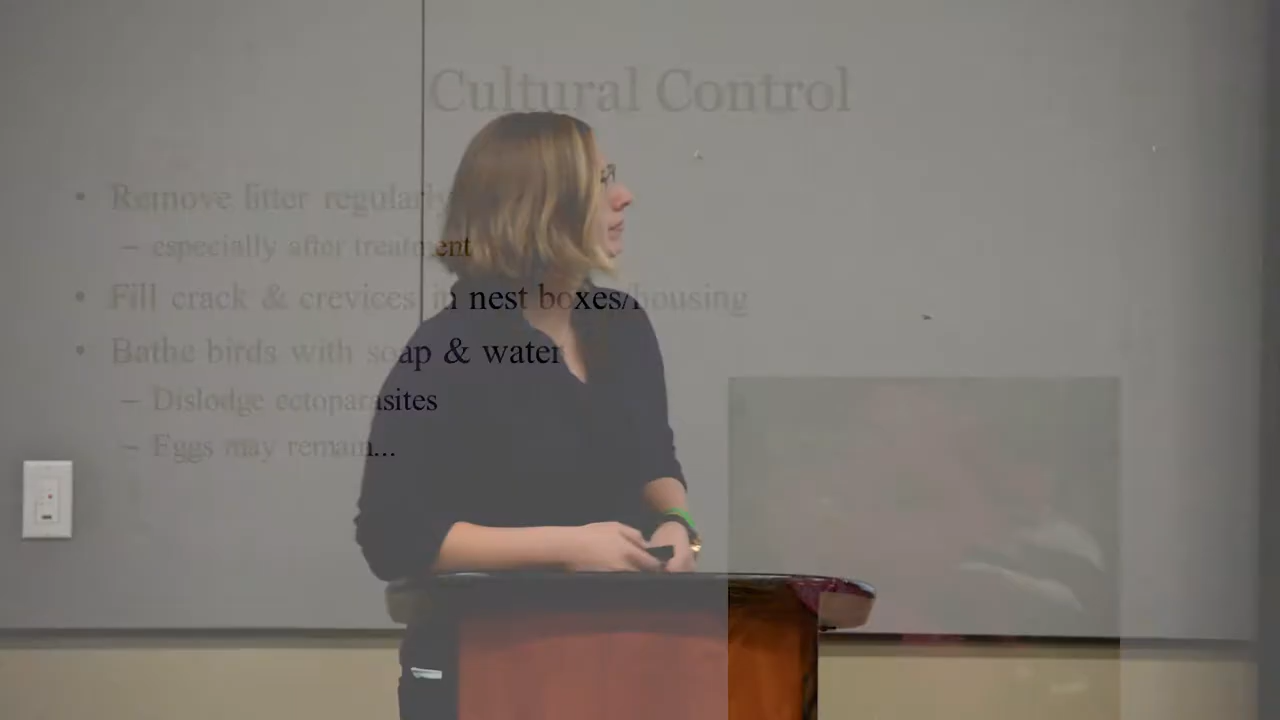 Cultural Control
• Remove litter regularly
– especially after treatment
• Fill crack & crevices in nest boxes/housing
• Bathe birds with soap & water
– Dislodge ectoparasites
– Eggs may remain...